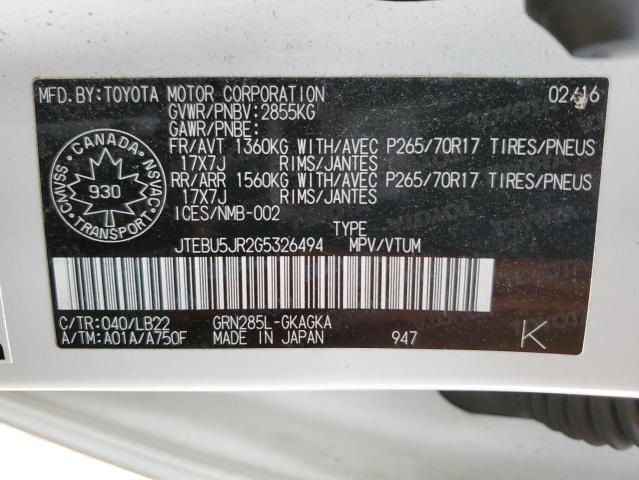 MFD.BY:TOYOTA MOTOR CORPORATION 02/16
GVWR/PNBV:2855KG
GAWR/PNBE:
FR/AVT 1360KG WITH/AVEC P265/70R17 TIRES/PNEUS
17X7J RIMS/JANTES
RR/ARR 1560KG WITH/AVEC P265/70R17 TIRES/PNEUS
17X7J RIMS/JANTES
ICES/NMB-002
CANADA
CMVSS NSVAC
930
TRANSPORT
TYPE
JTEBU5JR2G5326494 MPV/VTUM
C/TR:040/LB22 GRN285L-GKAGKA
A/TM:A01A/A750F MADE IN JAPAN 947 K